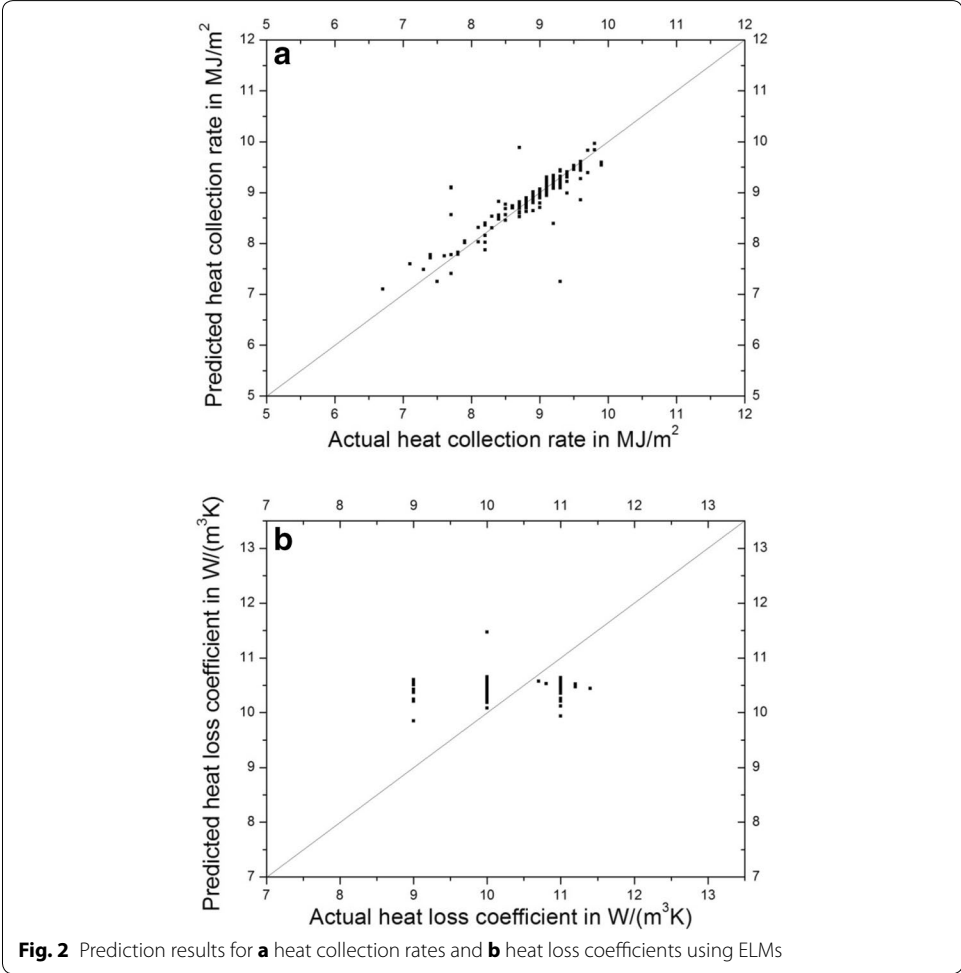 5 6 7 8 9 10 11 12
a
12 12
11 11
10 10
9 9
8 8
7 7
6 6
5 5
Predicted heat collection rate in MJ/m²
5 6 7 8 9 10 11 12
Actual heat collection rate in MJ/m²
7 8 9 10 11 12 13
b
13 13
12 12
11 11
10 10
9 9
8 8
7 7
Predicted heat loss coefficient in W/(m³K)
7 8 9 10 11 12 13
Actual heat loss coefficient in W/(m³K)
Fig. 2 Prediction results for a heat collection rates and b heat loss coefficients using ELMs